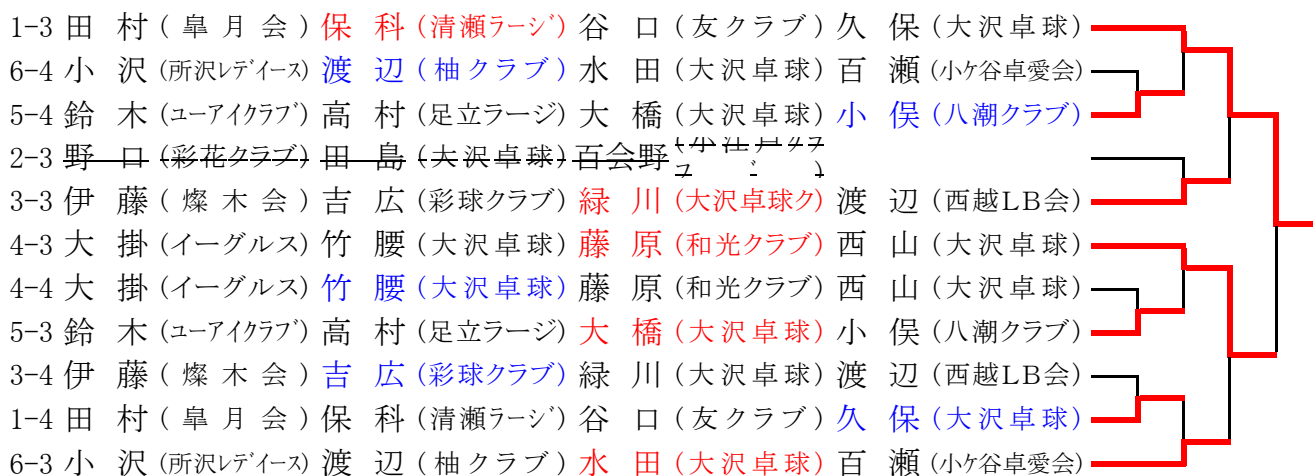 1-3 田 村 ( 皐 月 会 ) 保 科 (清瀬ラージ) 谷 口 (友クラブ) 久 保 (大沢卓球)
6-4 小 沢 (所沢レディース) 渡 辺 (柚クラブ) 水 田 (大沢卓球) 百 瀬 (小ケ谷卓愛会)
5-4 鈴 木 (ユーアイクラブ) 高 村 (足立ラージ) 大 橋 (大沢卓球) 小 俣 (八潮クラブ)
2-3 野 口 (彩花クラブ) 田 島 (大沢卓球) 百会野
3-3 伊 藤 ( 燦 木 会 ) 吉 広 (彩球クラブ) 緑 川 (大沢卓球ク) 渡 辺 (西越LB会)
4-3 大 掛 (イーグルス) 竹 腰 (大沢卓球) 藤 原 (和光クラブ) 西 山 (大沢卓球)
4-4 大 掛 (イーグルス) 竹 腰 (大沢卓球) 藤 原 (和光クラブ) 西 山 (大沢卓球)
5-3 鈴 木 (ユーアイクラブ) 高 村 (足立ラージ) 大 橋 (大沢卓球) 小 俣 (八潮クラブ)
3-4 伊 藤 ( 燦 木 会 ) 吉 広 (彩球クラブ) 緑 川 (大沢卓球) 渡 辺 (西越LB会)
1-4 田 村 ( 皐 月 会 ) 保 科 (清瀬ラージ) 谷 口 (友クラブ) 久 保 (大沢卓球)
6-3 小 沢 (所沢レディース) 渡 辺 (柚クラブ) 水 田 (大沢卓球) 百 瀬 (小ケ谷卓愛会)